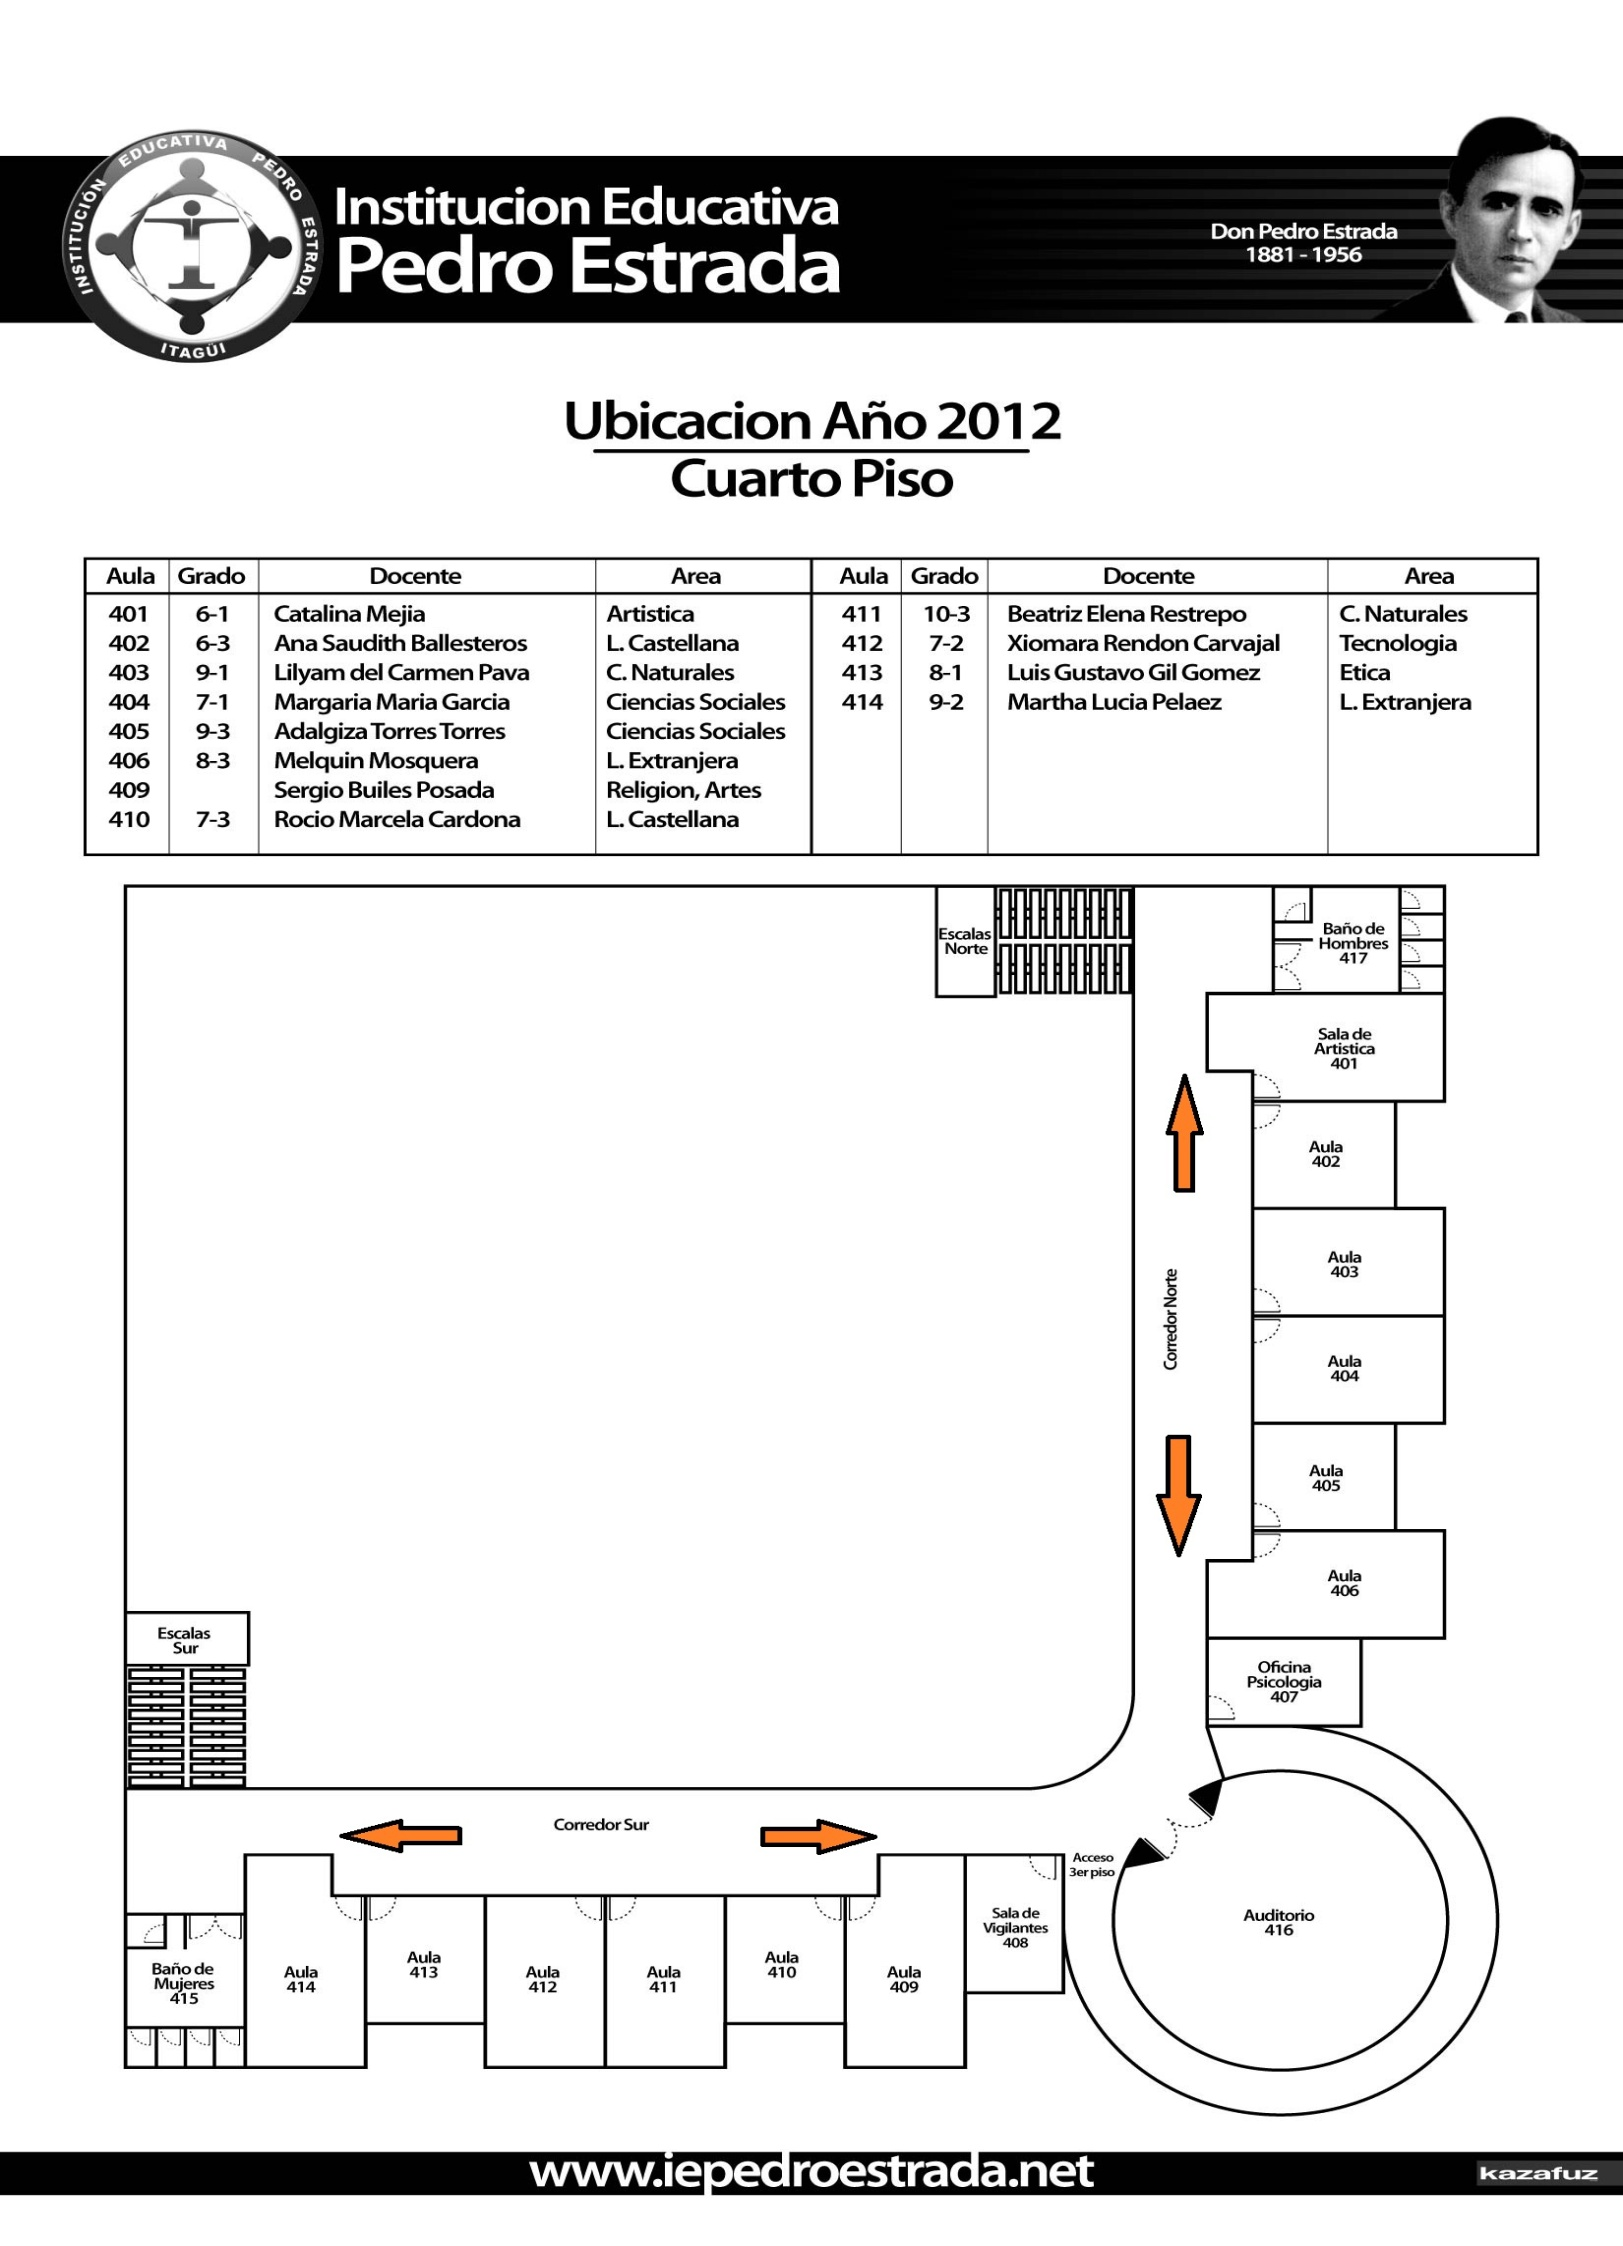 INSTITUCIÓN EDUCATIVA PEDRO ESTRADA
ITAGÜI
Institucion Educativa
Pedro Estrada
Don Pedro Estrada
1881 - 1956
Ubicacion Año 2012
Cuarto Piso
Aula Grado Docente Area Aula Grado Docente Area
401 6-1 Catalina Mejia Artistica 411 10-3 Beatriz Elena Restrepo C. Naturales
402 6-3 Ana Saudith Ballesteros L. Castellana 412 7-2 Xiomara Rendon Carvajal Tecnologia
403 9-1 Lilyam del Carmen Pava C. Naturales 413 8-1 Luis Gustavo Gil Gomez Etica
404 7-1 Margaria Maria Garcia Ciencias Sociales 414 9-2 Martha Lucia Pelaez L. Extranjera
405 9-3 Adalgiza Torres Torres Ciencias Sociales
406 8-3 Melquin Mosquera L. Extranjera
409 Sergio Builes Posada Religion, Artes
410 7-3 Rocio Marcela Cardona L. Castellana
Escalas
Norte
Baño de
Hombres
417
Sala de
Artistica
401
Aula
402
Corredor Norte
Aula
403
Aula
404
Aula
405
Aula
406
Escalas
Sur
Oficina
Psicologia
407
Corredor Sur
Acceso
3er piso
Baño de
Mujeres
415
Aula
414
Aula
413
Aula
412
Aula
411
Aula
410
Aula
409
Sala de
Vigilantes
408
Auditorio
416
www.iepedroestrada.net
kazafuz